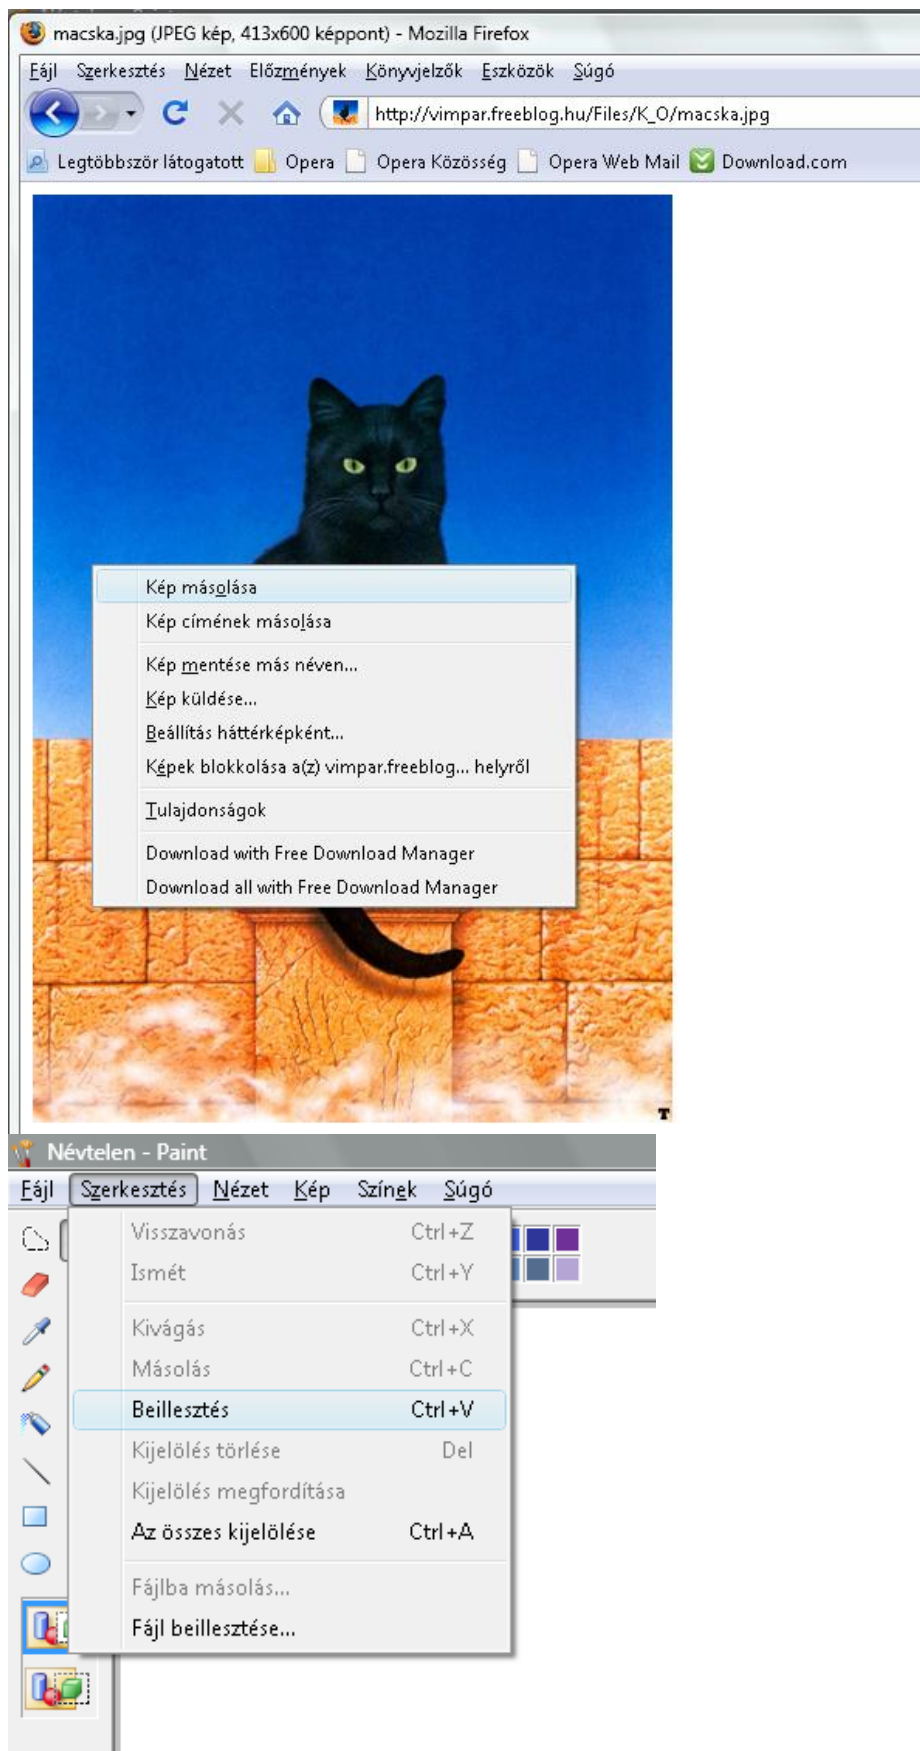 macska.jpg (JPEG kép, 413x600 képpont) - Mozilla Firefox
Fájl Szerkesztés Nézet Előzmények Könyvjelzők Eszközök Súgó
http://vimpar.freeblog.hu/Files/K_O/macska.jpg
Legtöbbször látogatott Opera Opera Közösség Opera Web Mail Download.com
Kép másolása
Kép címének másolása
Kép mentése más néven...
Kép küldése...
Beállítás háttérképként...
Képek blokkolása a(z) vimpar.freeblog... helyről
Tulajdonságok
Download with Free Download Manager
Download all with Free Download Manager
T
Névtelen - Paint
Fájl Szerkesztés Nézet Kép Színek Súgó
Visszavonás Ctrl+Z
Ismét Ctrl+Y
Kivágás Ctrl+X
Másolás Ctrl+C
Beillesztés Ctrl+V
Kijelölés törlése Del
Kijelölés megfordítása
Az összes kijelölése Ctrl+A
Fájlba másolás...
Fájl beillesztése...